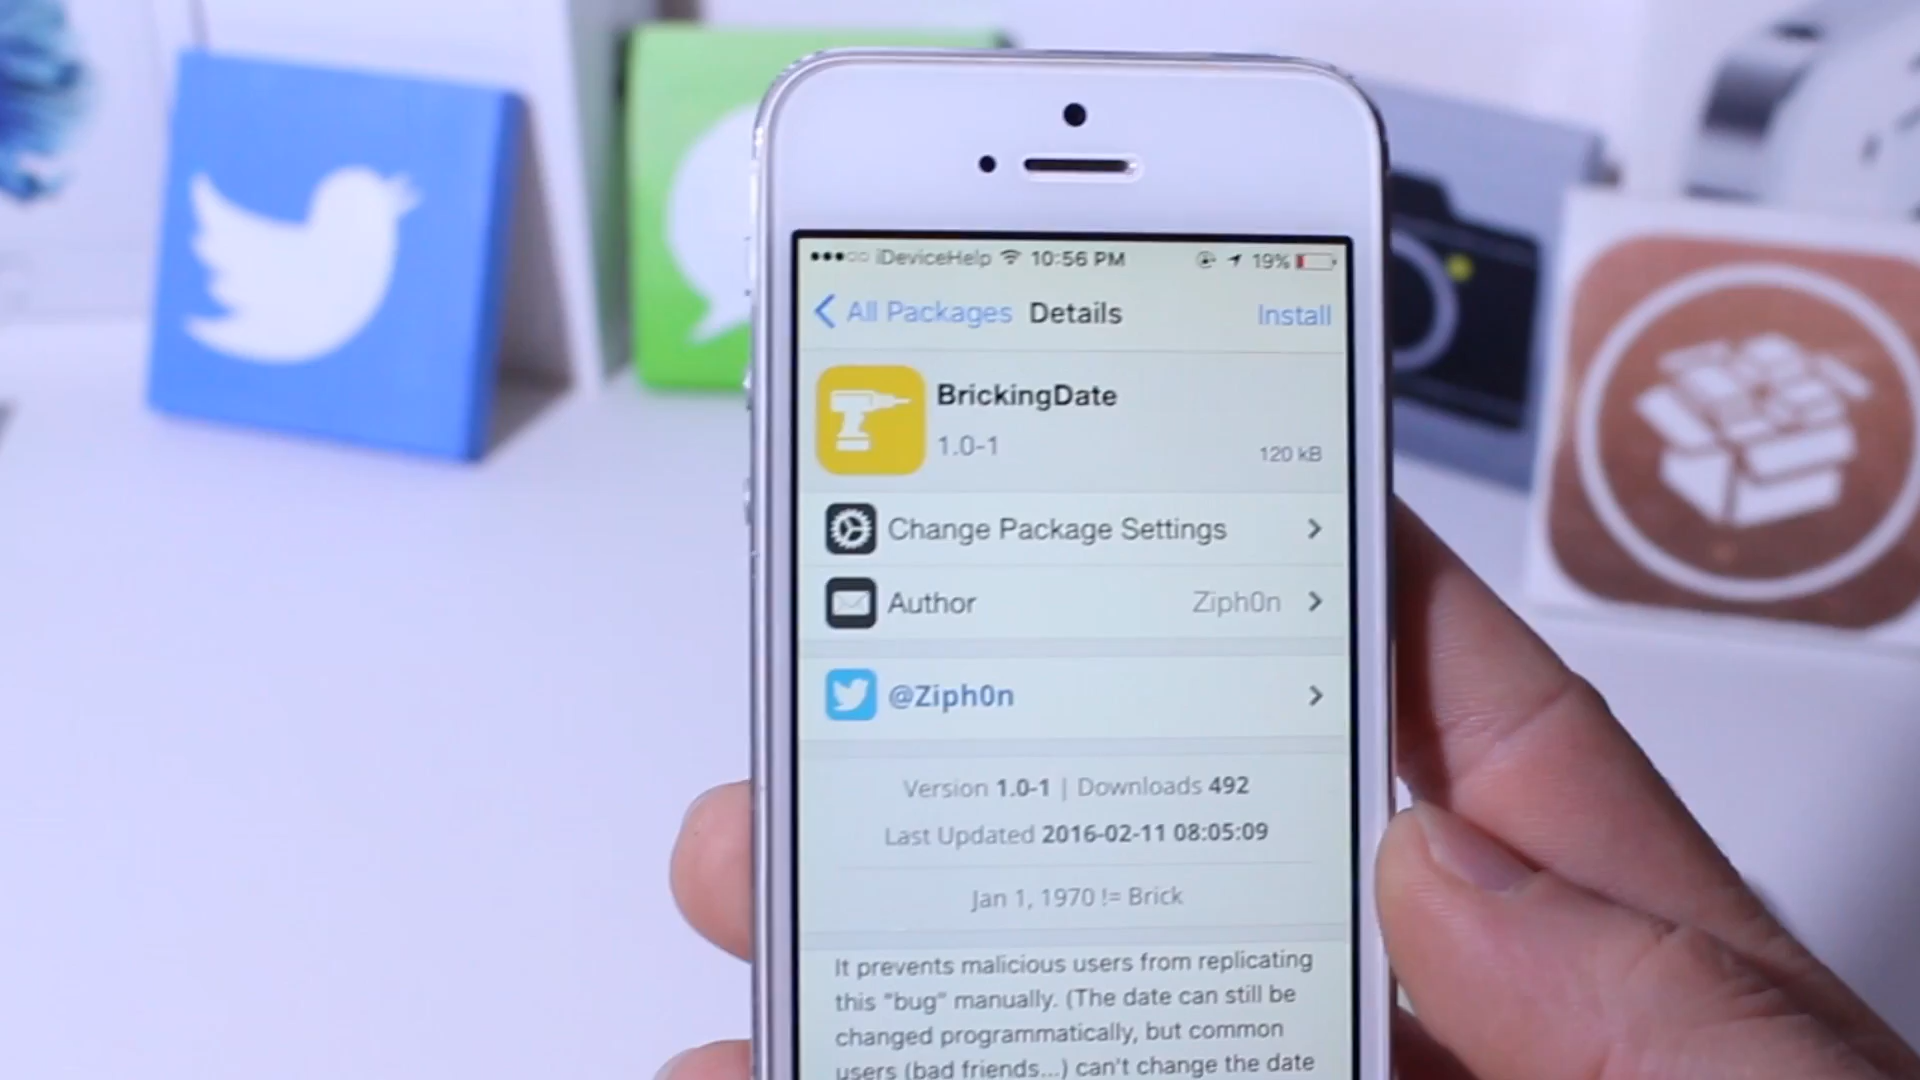 iDeviceHelp 10:56 PM 19%
All Packages Details Install
BrickingDate
1.0-1 120 kB
Change Package Settings
Author Ziph0n
@Ziph0n
Version 1.0-1 | Downloads 492
Last Updated 2016-02-11 08:05:09
Jan 1, 1970 != Brick
It prevents malicious users from replicating
this "bug" manually. (The date can still be
changed programmatically, but common
users (bad friends...) can't change the date